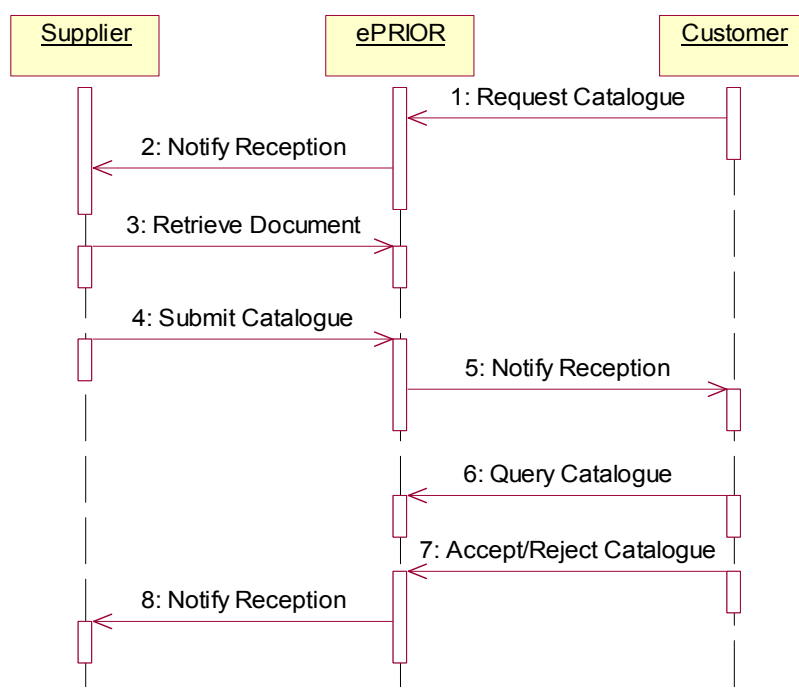 Supplier
ePRIOR
Customer
1: Request Catalogue
2: Notify Reception
3: Retrieve Document
4: Submit Catalogue
5: Notify Reception
6: Query Catalogue
7: Accept/Reject Catalogue
8: Notify Reception